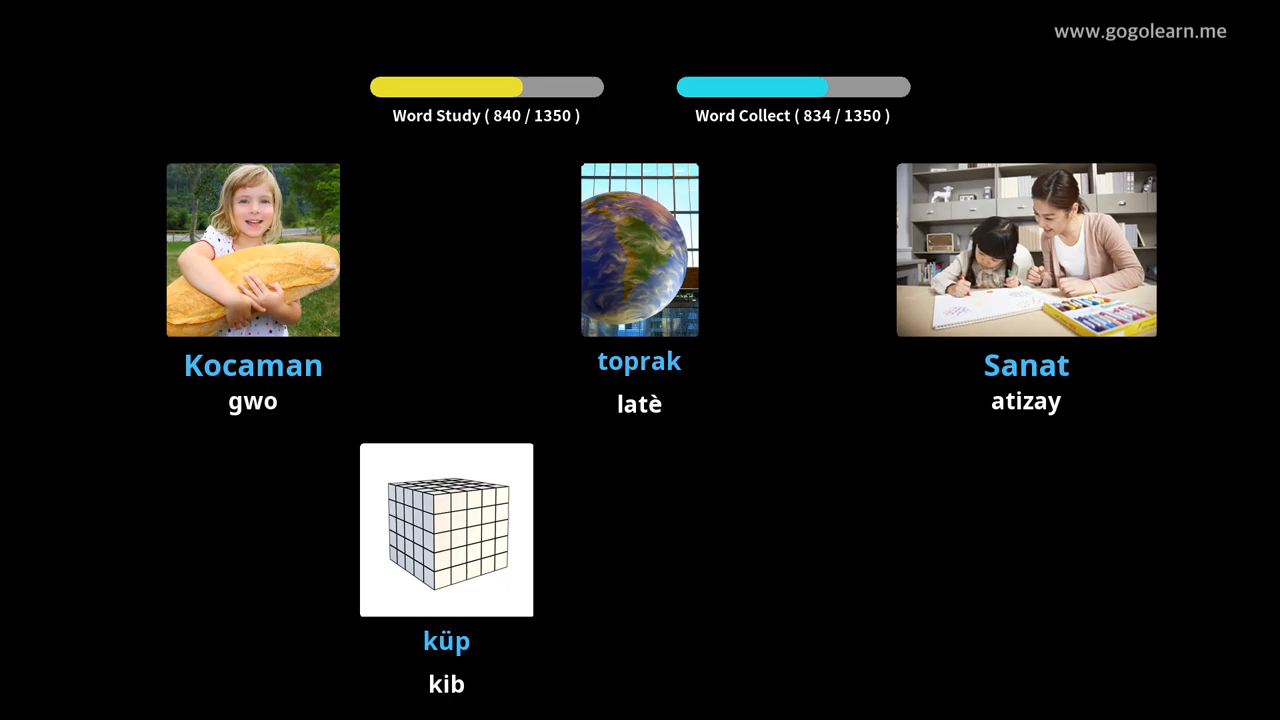 www.gogolearn.me
Word Study ( 840 / 1350 )
Word Collect ( 834 / 1350 )
Kocaman
gwo
toprak
latè
Sanat
atizay
küp
kib